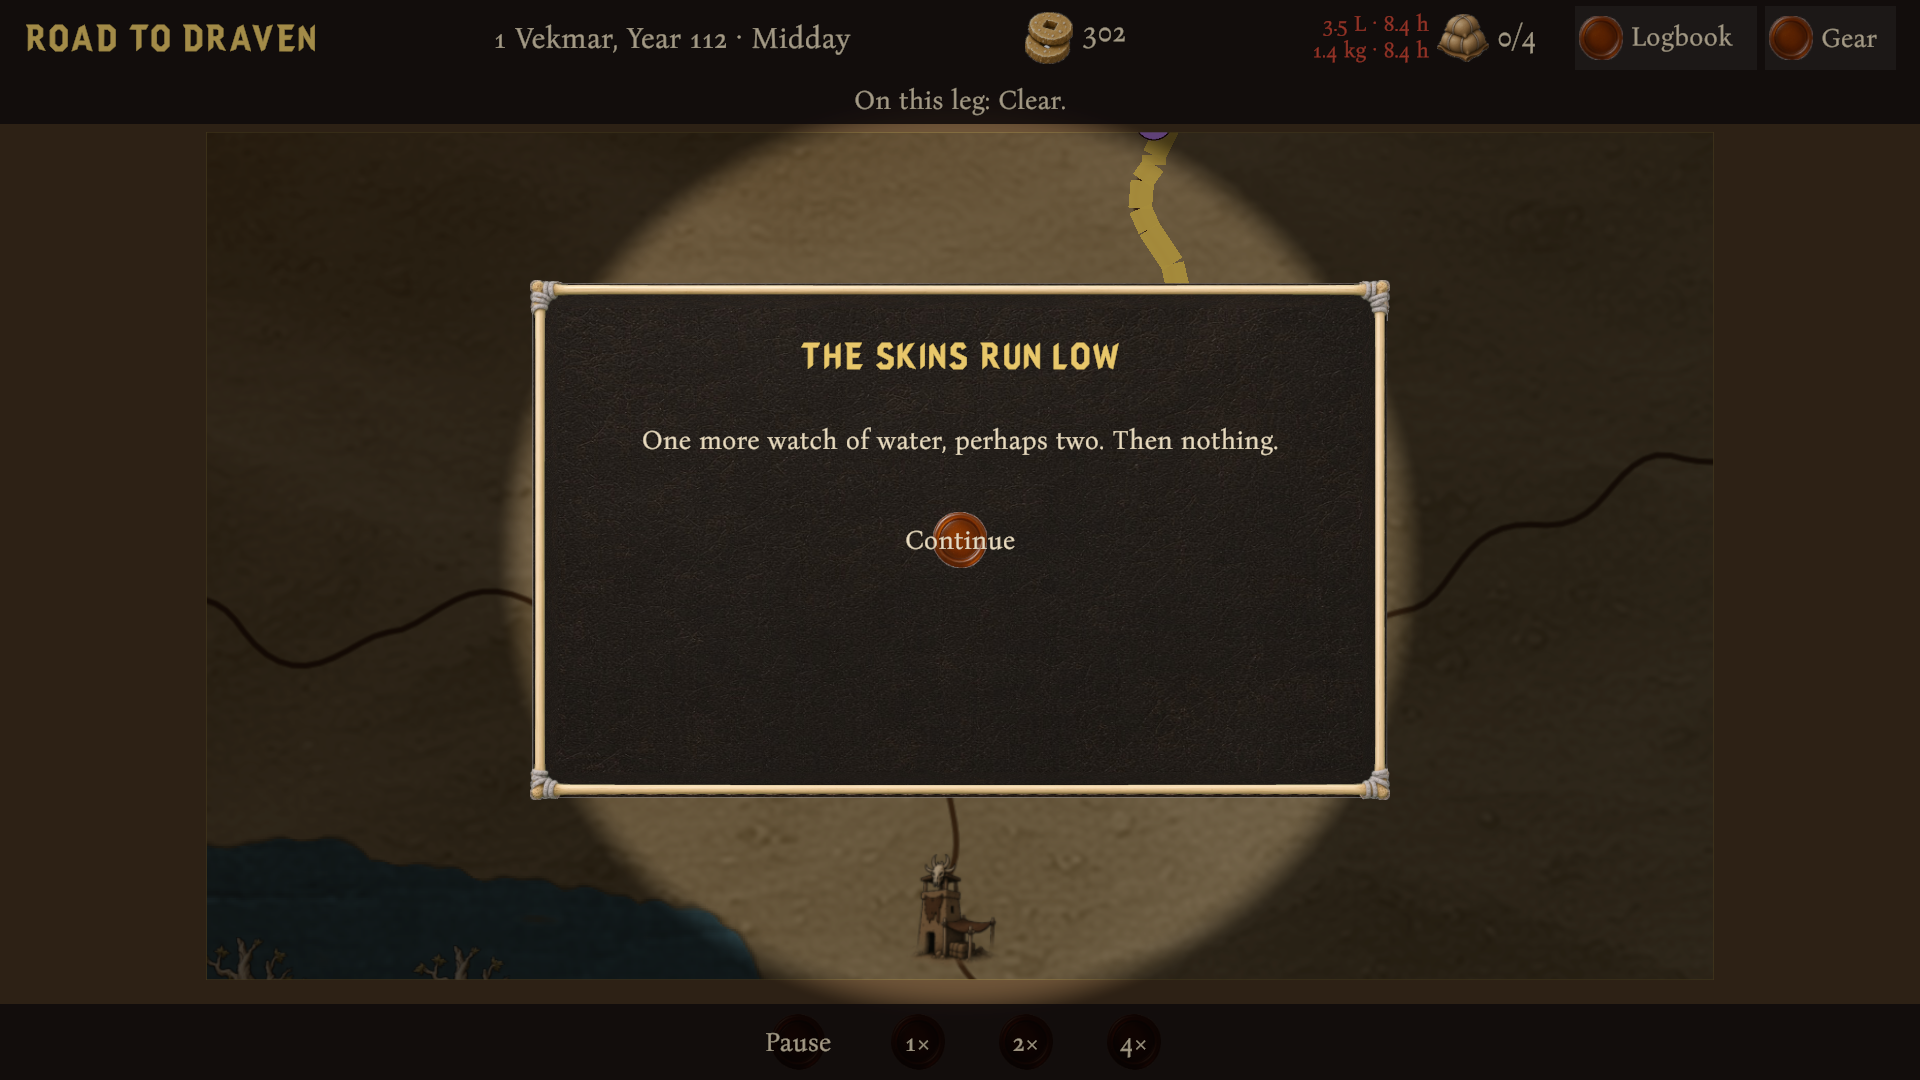 ROAD TO DRAVEN
1 Vekmar, Year 112 · Midday
302
3.5 L · 8.4 h
1.4 kg · 8.4 h
0/4
Logbook
Gear
On this leg: Clear.
THE SKINS RUN LOW
One more watch of water, perhaps two. Then nothing.
Continue
Pause
1×
2×
4×